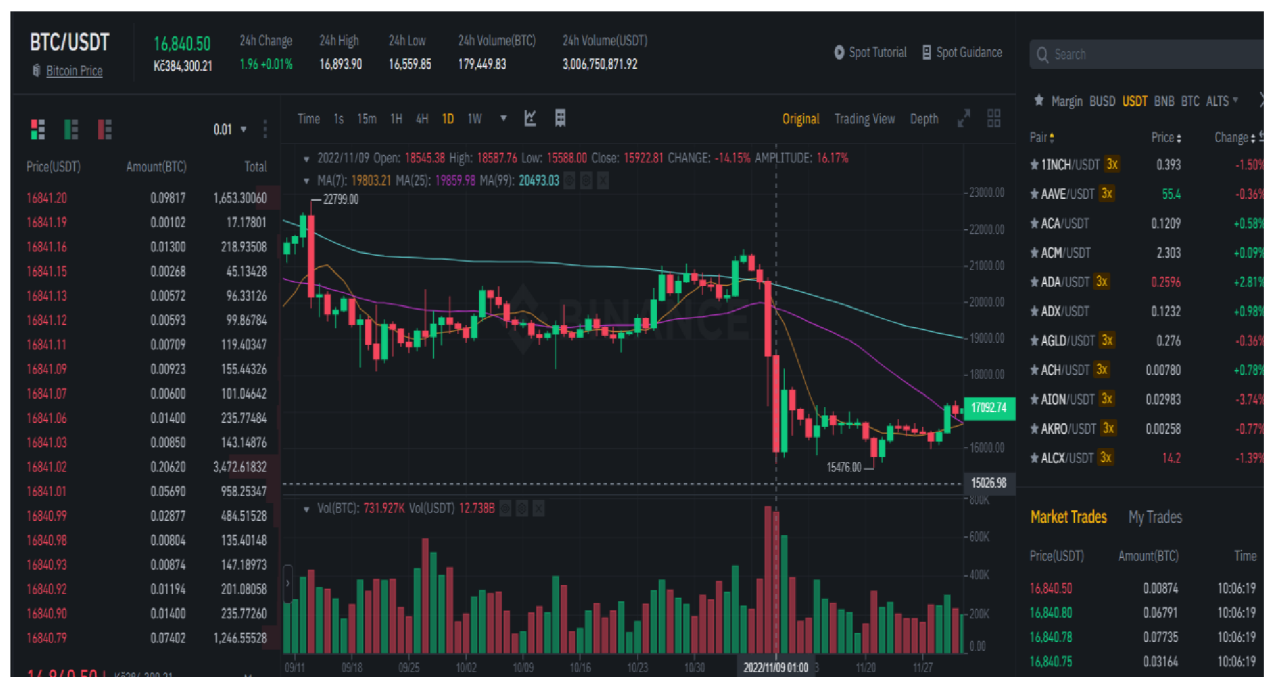 BTC/USDT
Bitcoin Price
16,840.50
Kč384,300.21
24h Change
1.96 +0.01%
24h High
16,893.90
24h Low
16,559.85
24h Volume(BTC)
179,449.83
24h Volume(USDT)
3,006,750,871.92
Spot Tutorial
Spot Guidance
0.01
Price(USDT) Amount(BTC) Total
16841.20 0.09817 1,653.30060
16841.19 0.00102 17.17801
16841.16 0.01300 218.93508
16841.15 0.00268 45.13428
16841.13 0.00572 96.33126
16841.12 0.00593 99.86784
16841.11 0.00709 119.40347
16841.09 0.00923 155.44326
16841.07 0.00600 101.04642
16841.06 0.01400 235.77484
16841.03 0.00850 143.14876
16841.02 0.20620 3,472.61832
16841.01 0.05690 958.25347
16840.99 0.02877 484.51528
16840.98 0.00804 135.40148
16840.93 0.00874 147.18973
16840.92 0.01194 201.08058
16840.90 0.01400 235.77260
16840.79 0.07402 1,246.55528
16,840.50 Kč384,300.21
Time 1s 15m 1H 4H 1D 1W
Original Trading View Depth
2022/11/09 Open: 18545.38 High: 18587.76 Low: 15588.00 Close: 15922.81 CHANGE: -14.15% AMPLITUDE: 16.17%
MA(7): 19803.21 MA(25): 19859.98 MA(99): 20493.03
22799.00
BINANCE
15476.00
23000.00
22000.00
21000.00
20000.00
19000.00
18000.00
17092.74
16000.00
15026.98
Vol(BTC): 731.927K Vol(USDT) 12.738B
800K
600K
400K
200K
0.00
09/11 09/18 09/25 10/02 10/09 10/16 10/23 10/30 2022/11/09 01:00 11/20 11/27
Search
Margin BUSD USDT BNB BTC ALTS
Pair Price Change
1INCH/USDT 3x 0.393 -1.50%
AAVE/USDT 3x 55.4 -0.36%
ACA/USDT 0.1209 +0.58%
ACM/USDT 2.303 +0.09%
ADA/USDT 3x 0.2596 +2.81%
ADX/USDT 0.1232 +0.98%
AGLD/USDT 3x 0.276 -0.36%
ACH/USDT 3x 0.00780 +0.78%
AION/USDT 3x 0.02983 -3.74%
AKRO/USDT 3x 0.00258 -0.77%
ALCX/USDT 3x 14.2 -1.39%
Market Trades My Trades
Price(USDT) Amount(BTC) Time
16,840.50 0.00874 10:06:19
16,840.80 0.06791 10:06:19
16,840.78 0.07735 10:06:19
16,840.75 0.03164 10:06:19